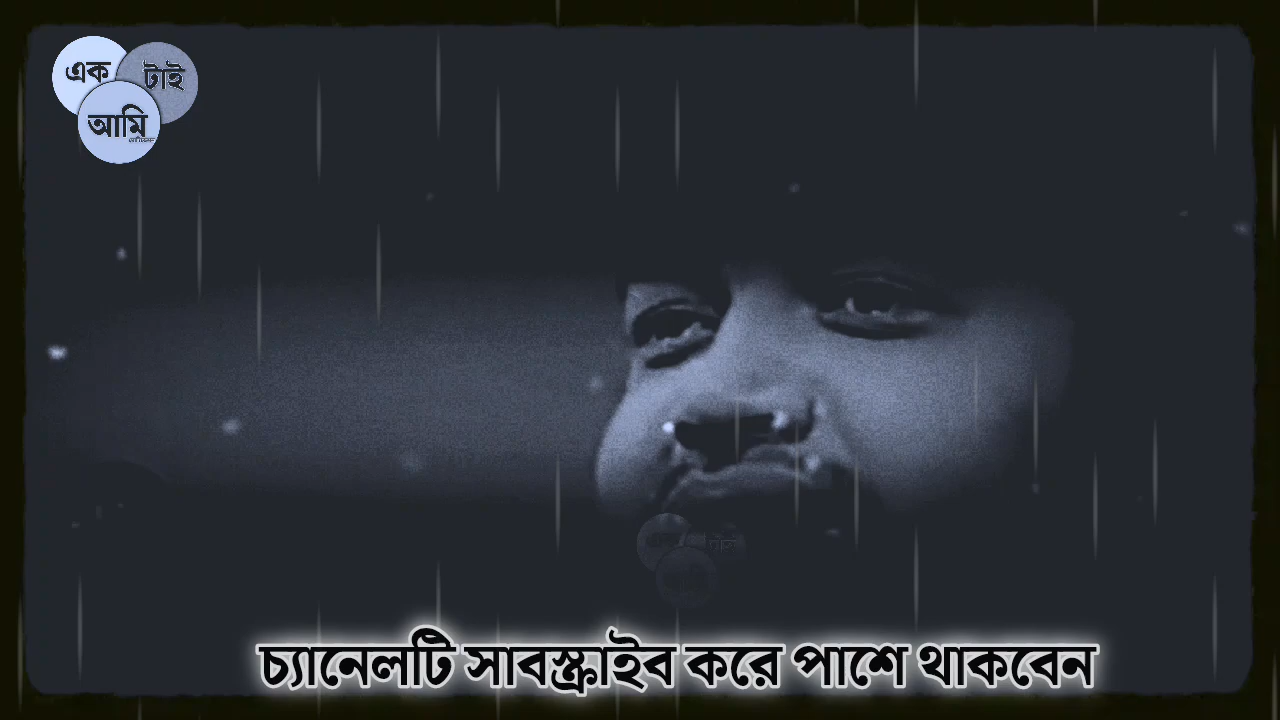 এক
টাই
আমি
চ্যানেলটি সাবস্ক্রাইব করে পাশে থাকবেন